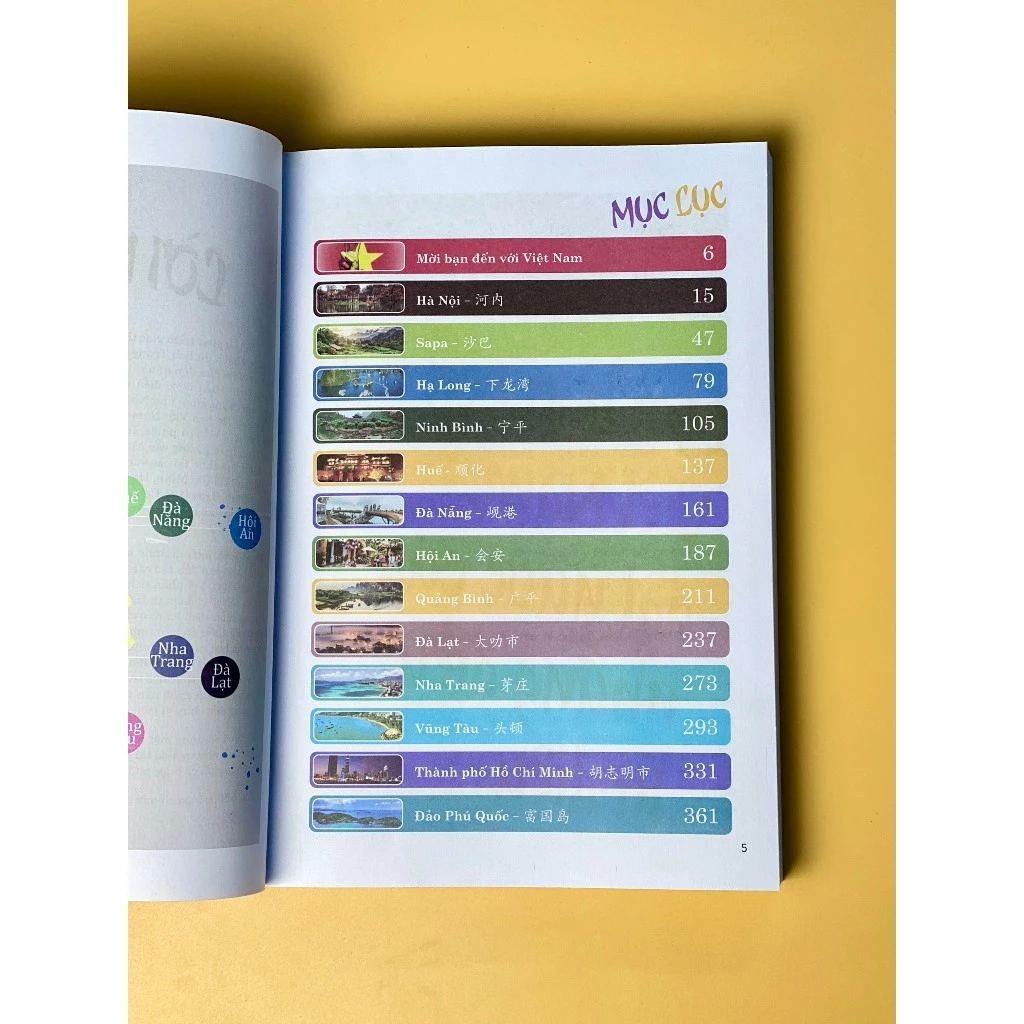 Đà
Nẵng
Hội
An
Nha
Trang
Đà
Lạt
MỤC LỤC
Mời bạn đến với Việt Nam 6
Hà Nội - 河内 15
Sapa - 沙巴 47
Hạ Long - 下龙湾 79
Ninh Bình - 宁平 105
Huế - 顺化 137
Đà Nẵng - 岘港 161
Hội An - 会安 187
Quảng Bình - 广平 211
Đà Lạt - 大叻市 237
Nha Trang - 芽庄 273
Vũng Tàu - 头顿 293
Thành phố Hồ Chí Minh - 胡志明市 331
Đảo Phú Quốc - 富国岛 361
5